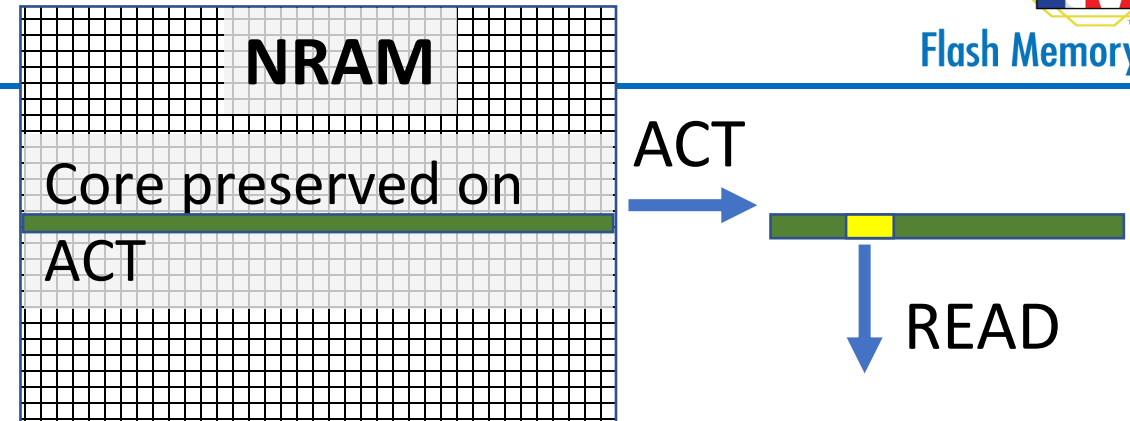 Flash Memory
NRAM
ACT
Core preserved on
ACT
READ